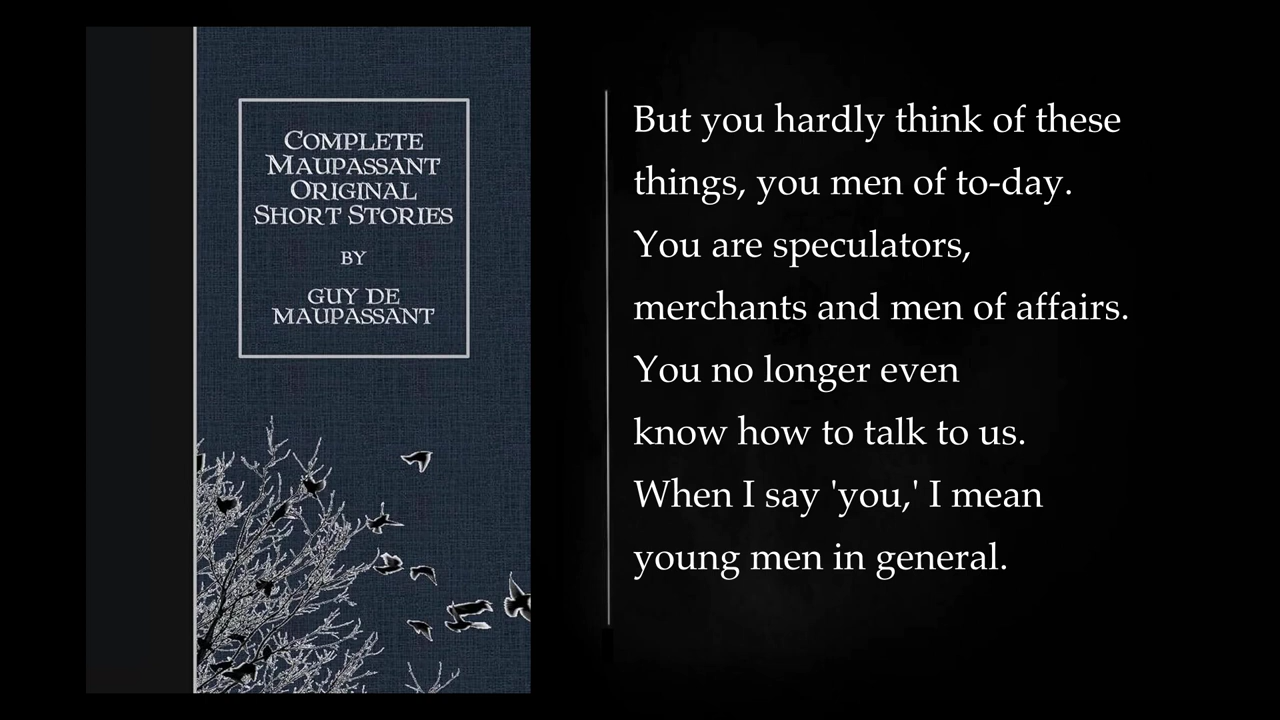 COMPLETE
MAUPASSANT
ORIGINAL
SHORT STORIES
BY
GUY DE
MAUPASSANT
But you hardly think of these
things, you men of to-day.
You are speculators,
merchants and men of affairs.
You no longer even
know how to talk to us.
When I say 'you,' I mean
young men in general.